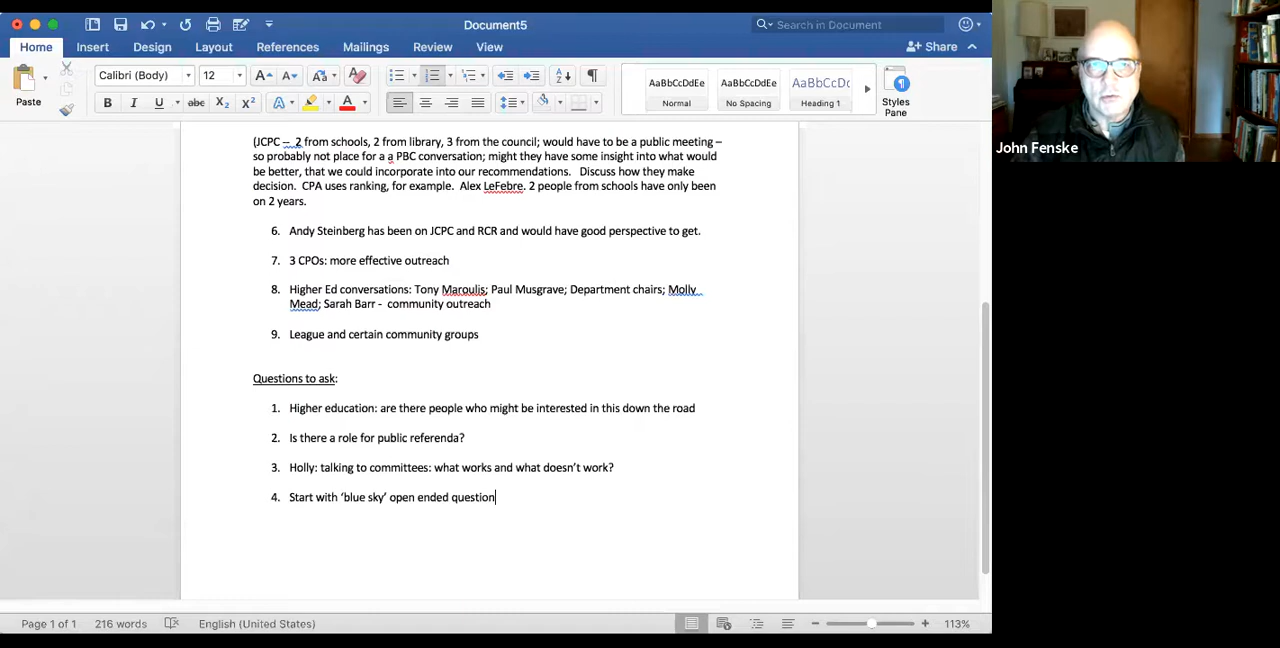 Document5
Search in Document
Home Insert Design Layout References Mailings Review View
Share
Paste
Calibri (Body) 12
AaBbCcDdEe AaBbCcDdEe AaBbCcDc
Normal No Spacing Heading 1
Styles Pane
(JCPC – 2 from schools, 2 from library, 3 from the council; would have to be a public meeting –
so probably not place for a a PBC conversation; might they have some insight into what would
be better, that we could incorporate into our recommendations. Discuss how they make
decision. CPA uses ranking, for example. Alex LeFebre. 2 people from schools have only been
on 2 years.
6. Andy Steinberg has been on JCPC and RCR and would have good perspective to get.
7. 3 CPOs: more effective outreach
8. Higher Ed conversations: Tony Maroulis; Paul Musgrave; Department chairs; Molly
Mead; Sarah Barr - community outreach
9. League and certain community groups
Questions to ask:
1. Higher education: are there people who might be interested in this down the road
2. Is there a role for public referenda?
3. Holly: talking to committees: what works and what doesn't work?
4. Start with ‘blue sky’ open ended question
Page 1 of 1 216 words English (United States) 113%
John Fenske